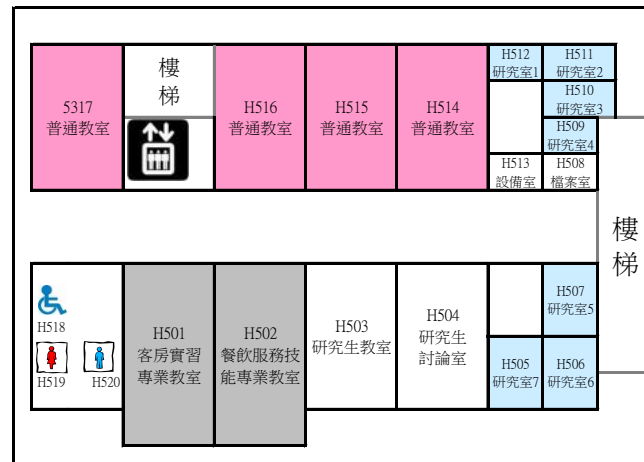 5317
普通教室
樓
梯
H516
普通教室
H515
普通教室
H514
普通教室
H512
研究室1
H511
研究室2
H510
研究室3
H509
研究室4
H513
設備室
H508
檔案室
樓
梯
H518
H519
H520
H501
客房實習
專業教室
H502
餐飲服務技
能專業教室
H503
研究生教室
H504
研究生
討論室
H507
研究室5
H505
研究室7
H506
研究室6